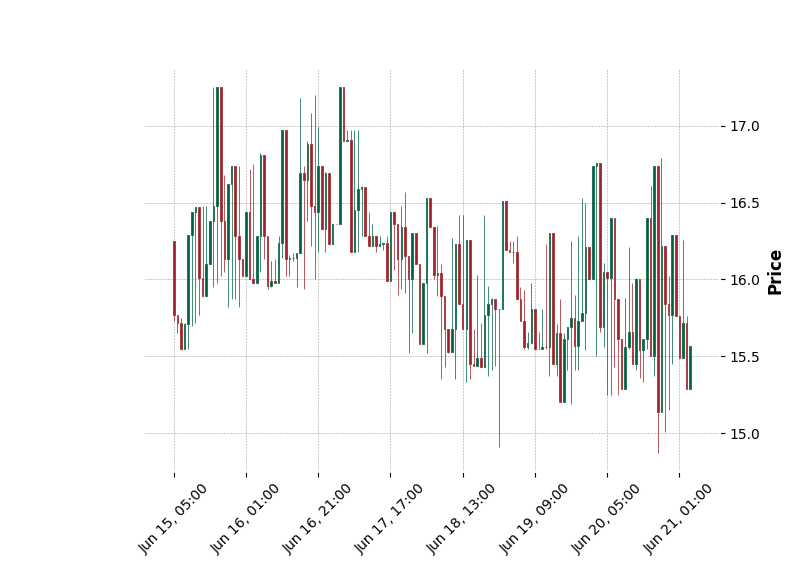 17.0
16.5
16.0
15.5
15.0
Price
Jun 15, 05:00
Jun 16, 01:00
Jun 16, 21:00
Jun 17, 17:00
Jun 18, 13:00
Jun 19, 09:00
Jun 20, 05:00
Jun 21, 01:00